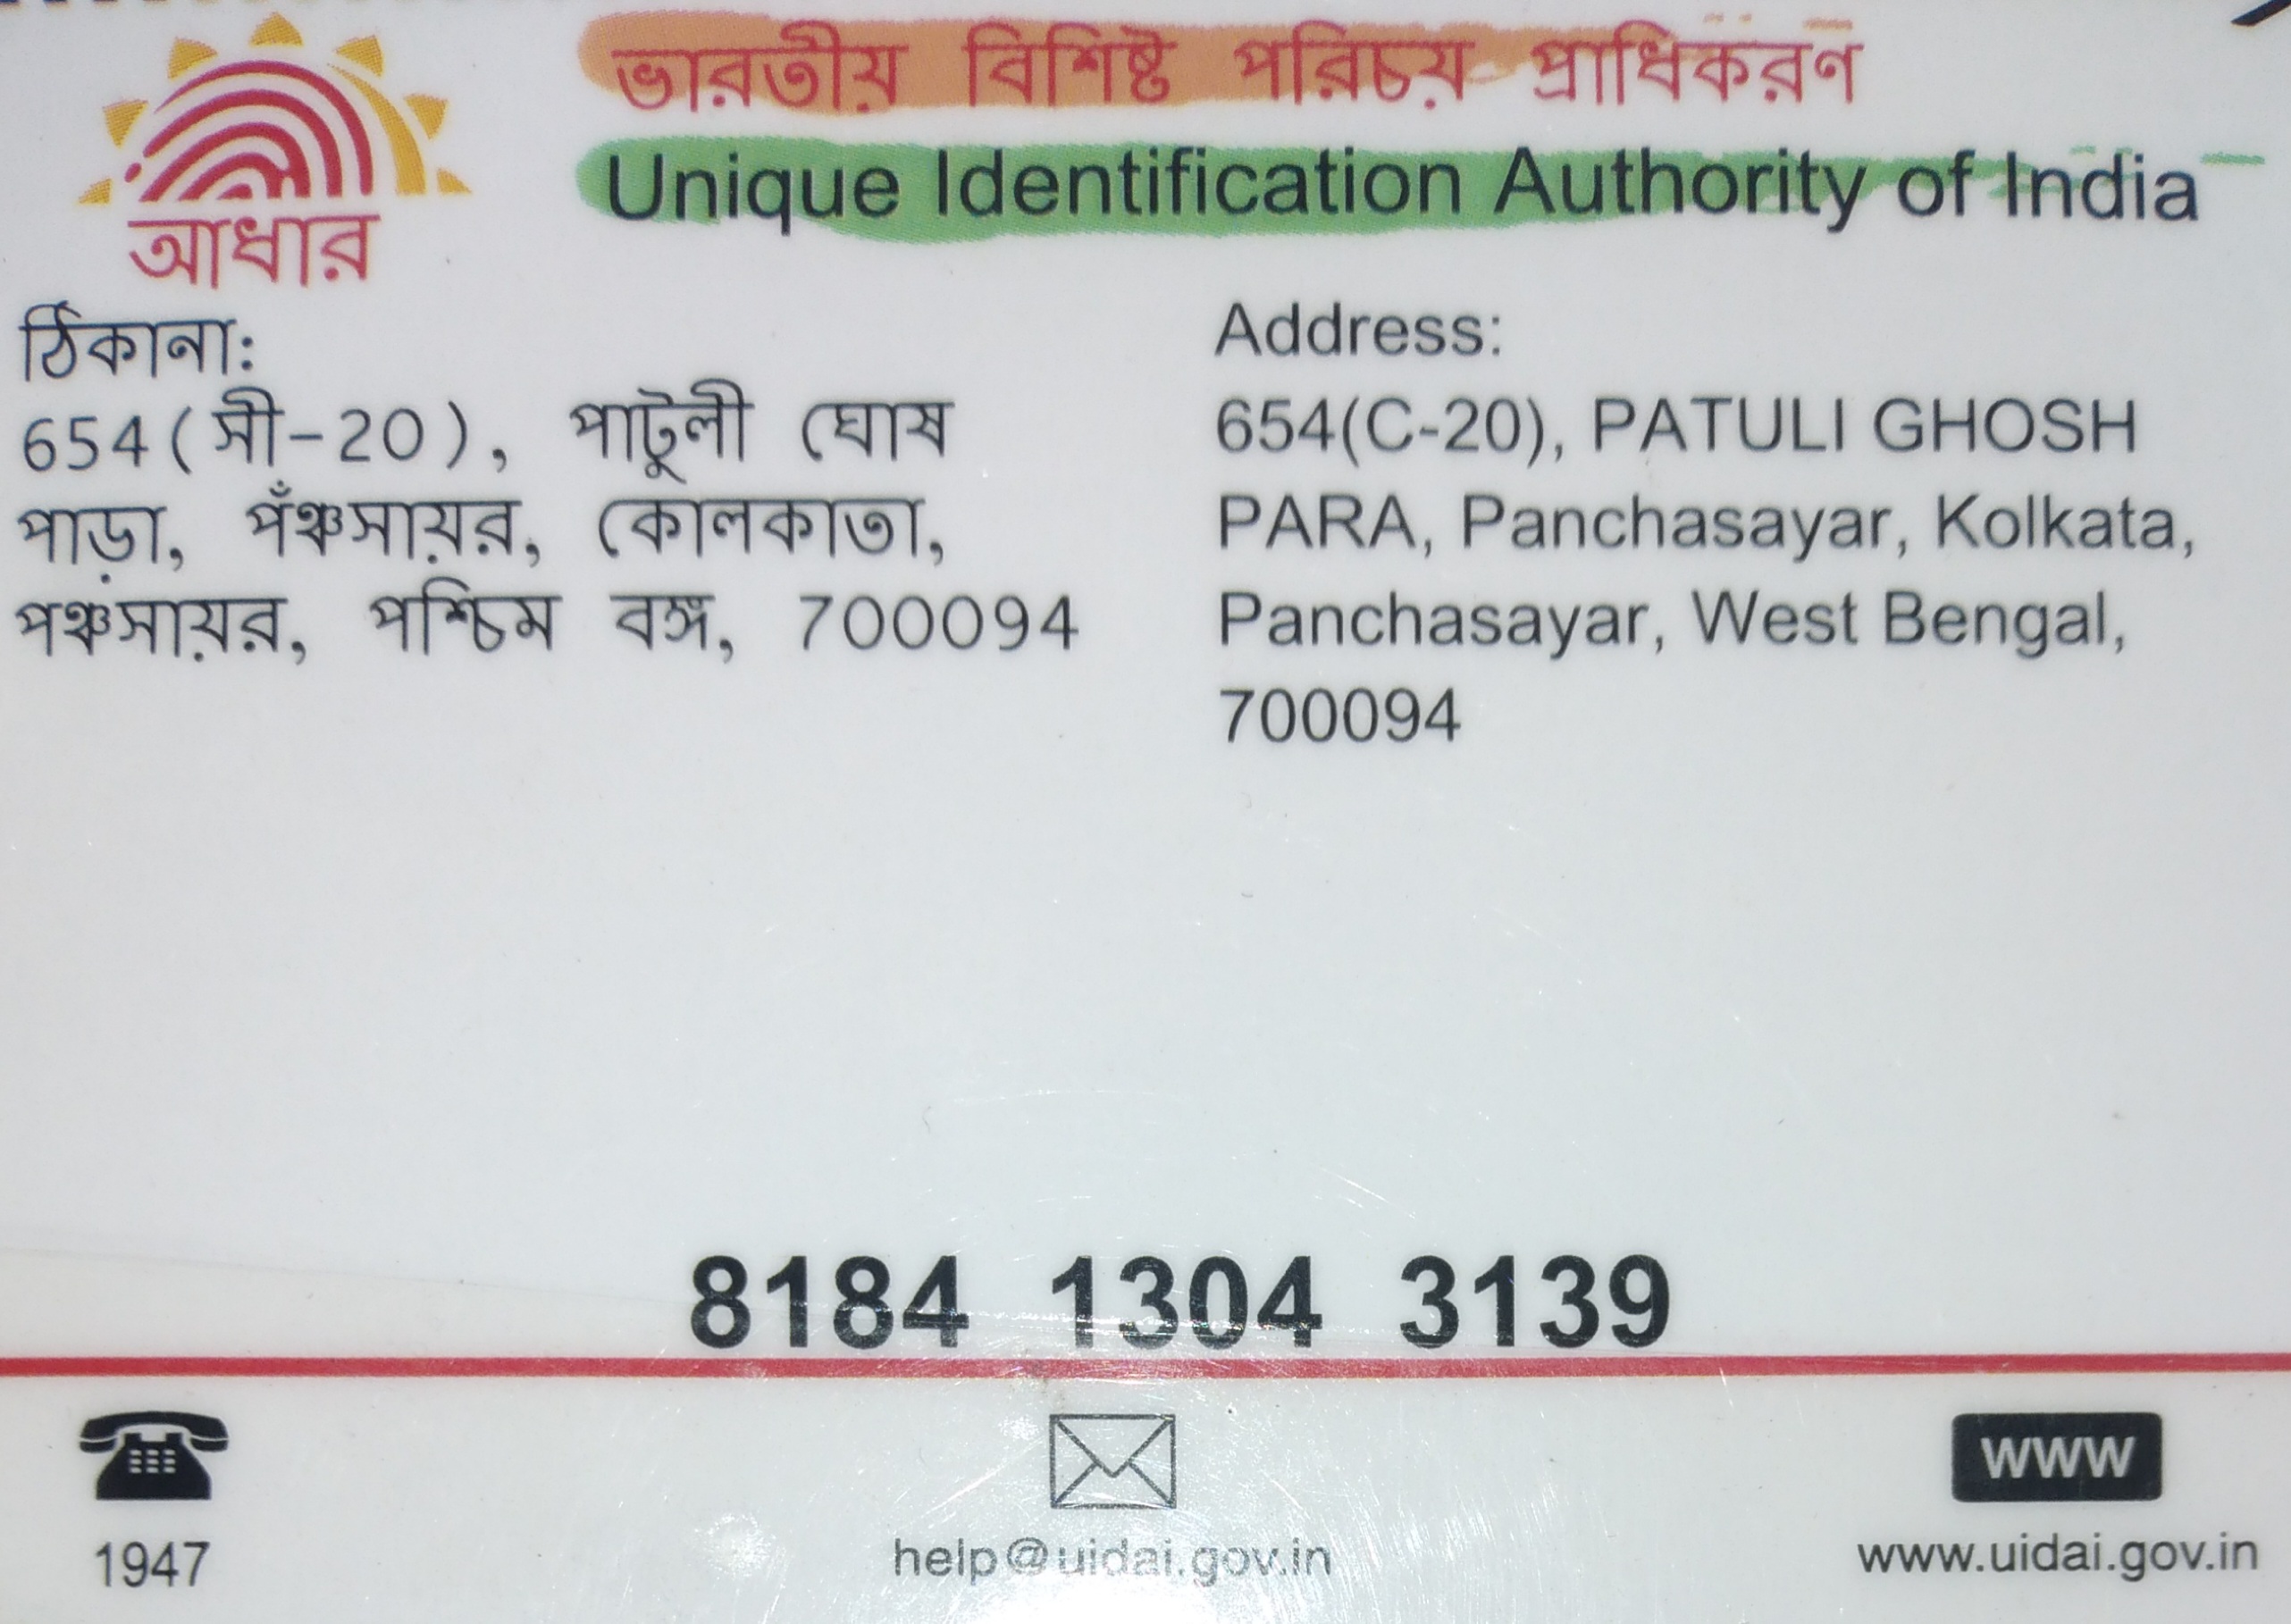 ভারতীয় বিশিষ্ট পরিচয় প্রাধিকরণ
Unique Identification Authority of India
আধার
ঠিকানা:
654(সী-20), পাটুলী ঘোষ
পাড়া, পঁঞ্চসায়র, কোলকাতা,
পঞ্চসায়র, পশ্চিম বঙ্গ, 700094
Address:
654(C-20), PATULI GHOSH
PARA, Panchasayar, Kolkata,
Panchasayar, West Bengal,
700094
8184 1304 3139
1947
help@uidai.gov.in
www
www.uidai.gov.in